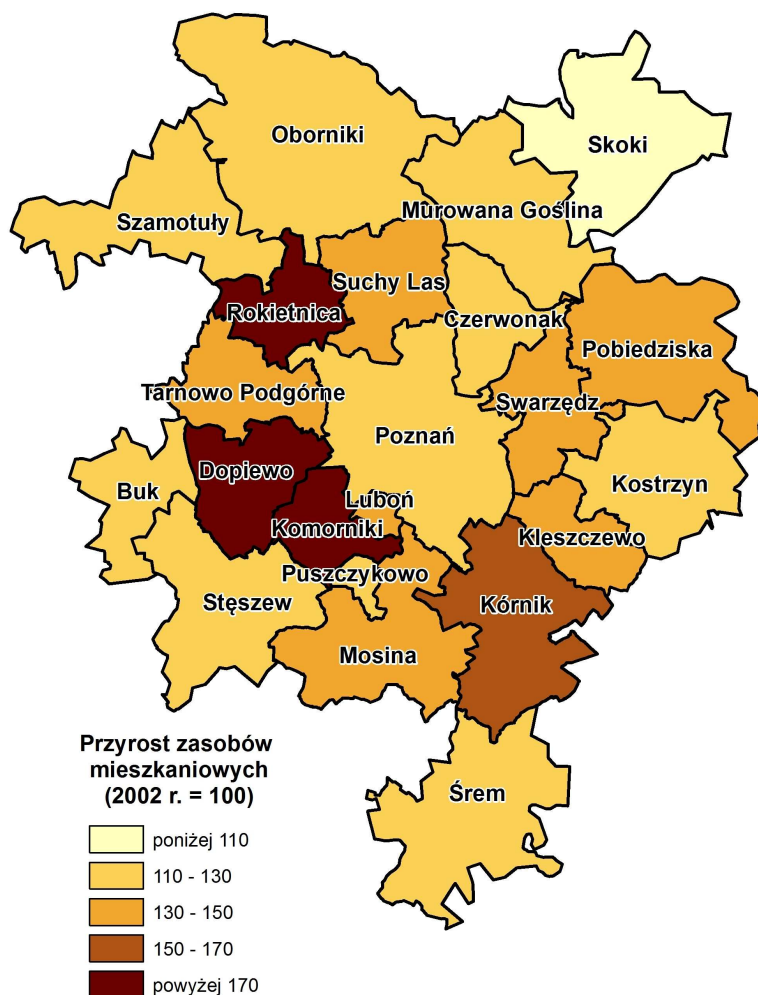 Oborniki
Skoki
Szamotuły
Murowana Goślina
Suchy Las
Rokietnica
Czerwonak
Pobiedziska
Tarnowo Podgórne
Swarzędz
Poznań
Buk
Dopiewo
Kostrzyn
Luboń
Komorniki
Kleszczewo
Puszczykowo
Stęszew
Kórnik
Mosina
Przyrost zasobów
mieszkaniowych
(2002 r. = 100)
Śrem
poniżej 110
110 - 130
130 - 150
150 - 170
powyżej 170